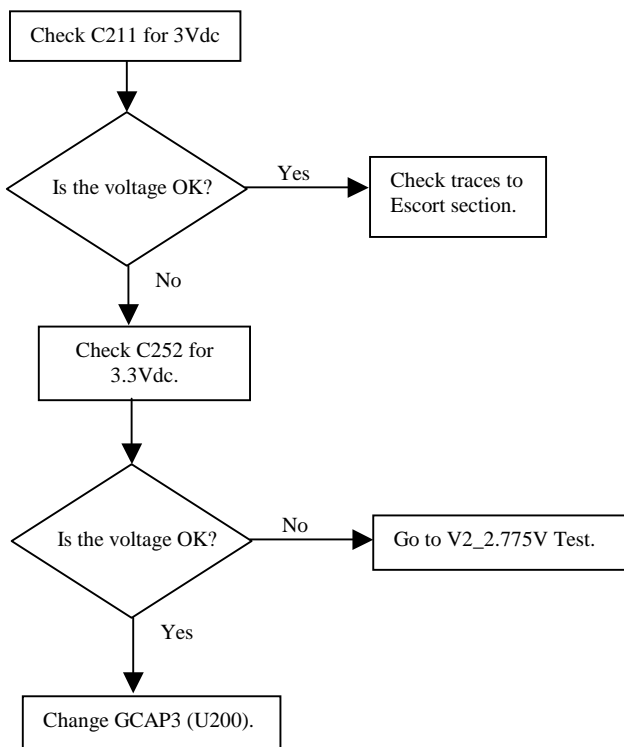 Check C211 for 3Vdc
Is the voltage OK?
Yes
Check traces to
Escort section.
No
Check C252 for
3.3Vdc.
Is the voltage OK?
No
Go to V2_2.775V Test.
Yes
Change GCAP3 (U200).